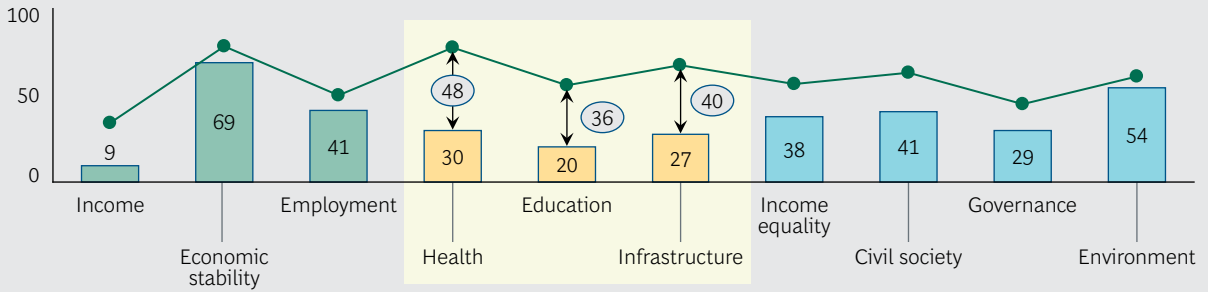 100
50
0
9
69
41
48
30
36
20
40
27
38
41
29
54
Income
Economic
stability
Employment
Health
Education
Infrastructure
Income
equality
Civil society
Governance
Environment